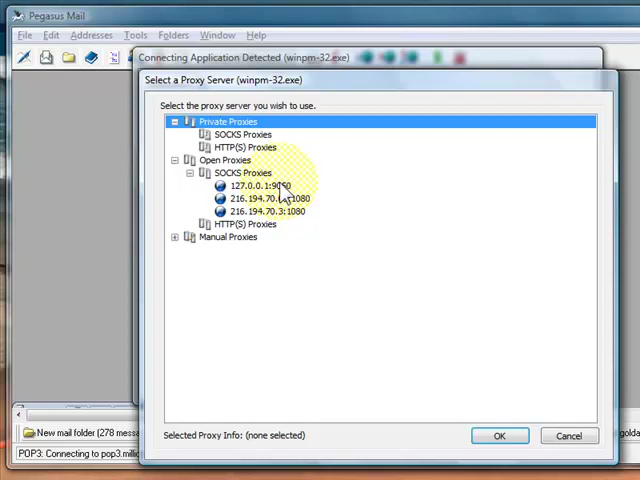 Pegasus Mail
File Edit Addresses Tools Folders Window Help
Connecting Application Detected (winpm-32.exe)
Select a Proxy Server (winpm-32.exe)
Select the proxy server you wish to use.
Private Proxies
SOCKS Proxies
HTTP(S) Proxies
Open Proxies
SOCKS Proxies
216.194.70.3:1080
HTTP(S) Proxies
Manual Proxies
Selected Proxy Info: (none selected)
OK
Cancel
New mail folder (278
POP3: Connecting to